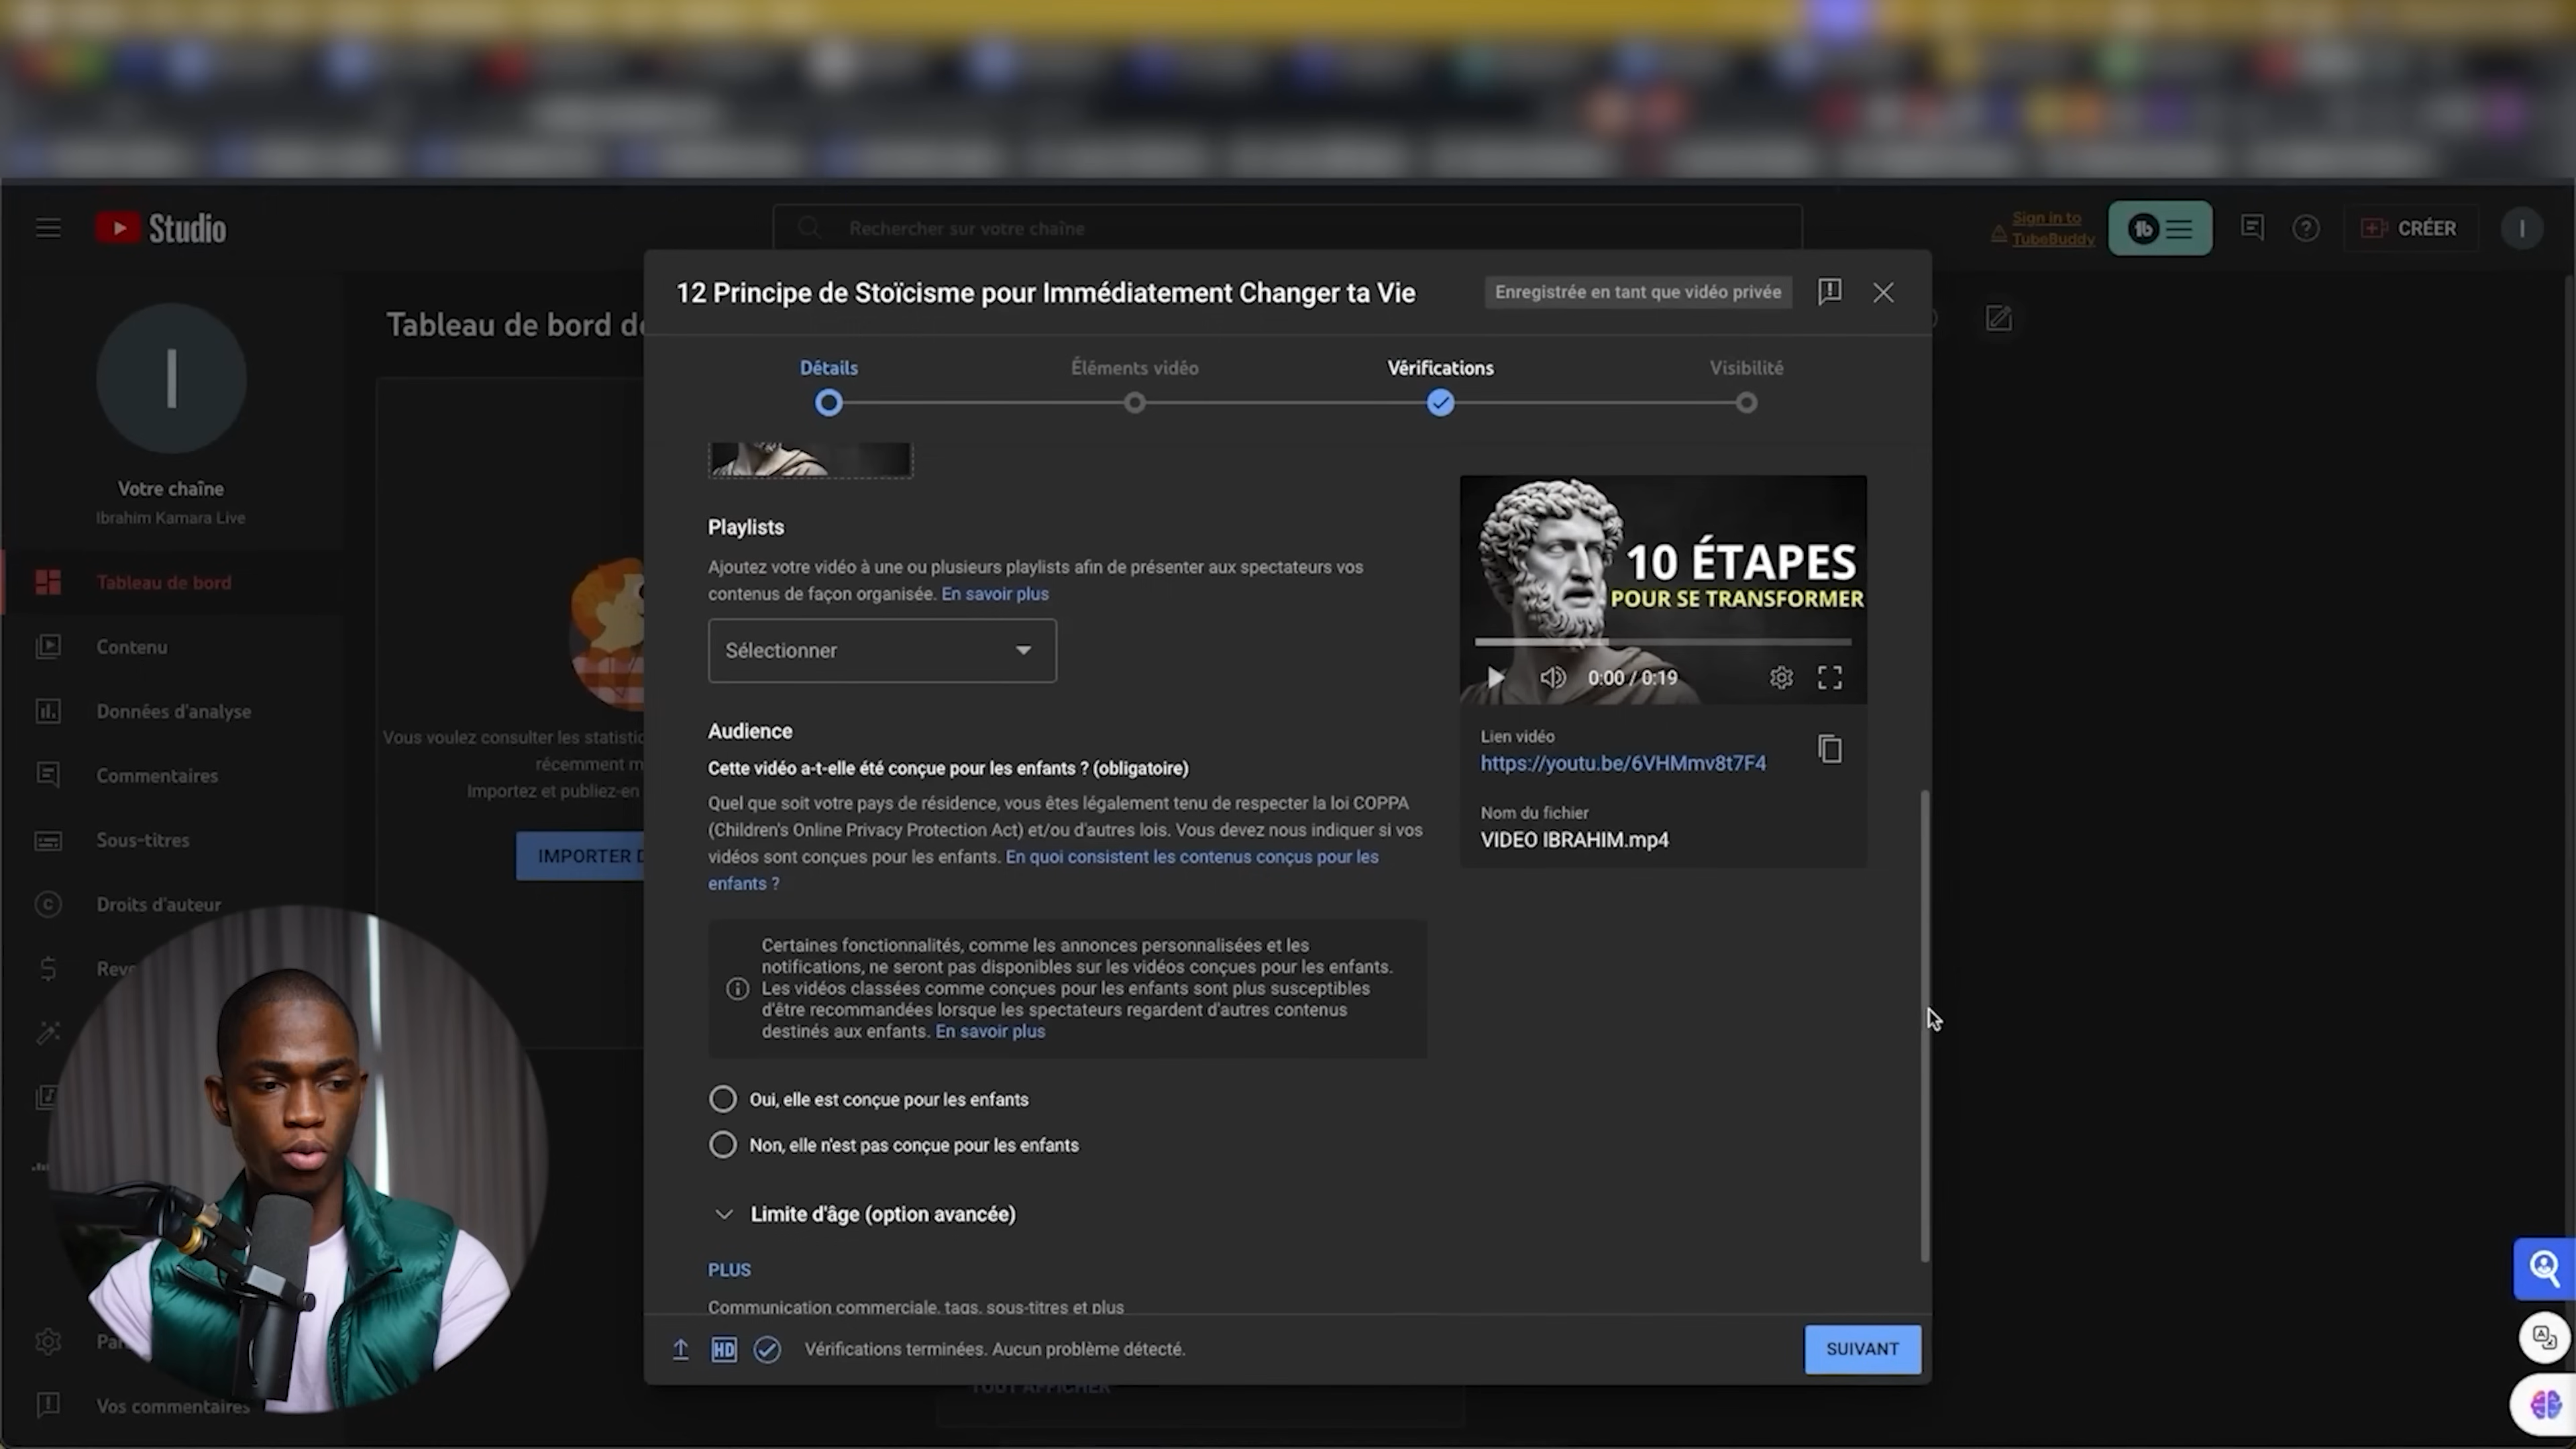 Studio
Rechercher sur votre chaîne
Sign in to
TubeBuddy
CRÉER
I
I
Votre chaîne
Ibrahim Kamara Live
Tableau de bord
Contenu
Données d'analyse
Commentaires
Sous-titres
Droits d'auteur
Vos commentaires
Tableau de bord de
Vous voulez consulter les
récemment
Importez et publiez-en
IMPORTER
12 Principe de Stoïcisme pour Immédiatement Changer ta Vie
Enregistrée en tant que vidéo privée
Détails
Éléments vidéo
Vérifications
Visibilité
Playlists
Ajoutez votre vidéo à une ou plusieurs playlists afin de présenter aux spectateurs vos
contenus de façon organisée. En savoir plus
Sélectionner
Audience
Cette vidéo a-t-elle été conçue pour les enfants ? (obligatoire)
Quel que soit votre pays de résidence, vous êtes légalement tenu de respecter la loi COPPA
(Children's Online Privacy Protection Act) et/ou d'autres lois. Vous devez nous indiquer si vos
vidéos sont conçues pour les enfants. En quoi consistent les contenus conçus pour les
enfants ?
Certaines fonctionnalités, comme les annonces personnalisées et les
notifications, ne seront pas disponibles sur les vidéos conçues pour les enfants.
Les vidéos classées comme conçues pour les enfants sont plus susceptibles
d'être recommandées lorsque les spectateurs regardent d'autres contenus
destinés aux enfants. En savoir plus
Oui, elle est conçue pour les enfants
Non, elle n'est pas conçue pour les enfants
Limite d'âge (option avancée)
PLUS
Communication commerciale, tags, sous-titres et plus
10 ÉTAPES
POUR SE TRANSFORMER
0:00 / 0:19
Lien vidéo
https://youtu.be/6VHMmv8t7F4
Nom du fichier
VIDEO IBRAHIM.mp4
HD
Vérifications terminées. Aucun problème détecté.
SUIVANT
TOUT AFFICHER